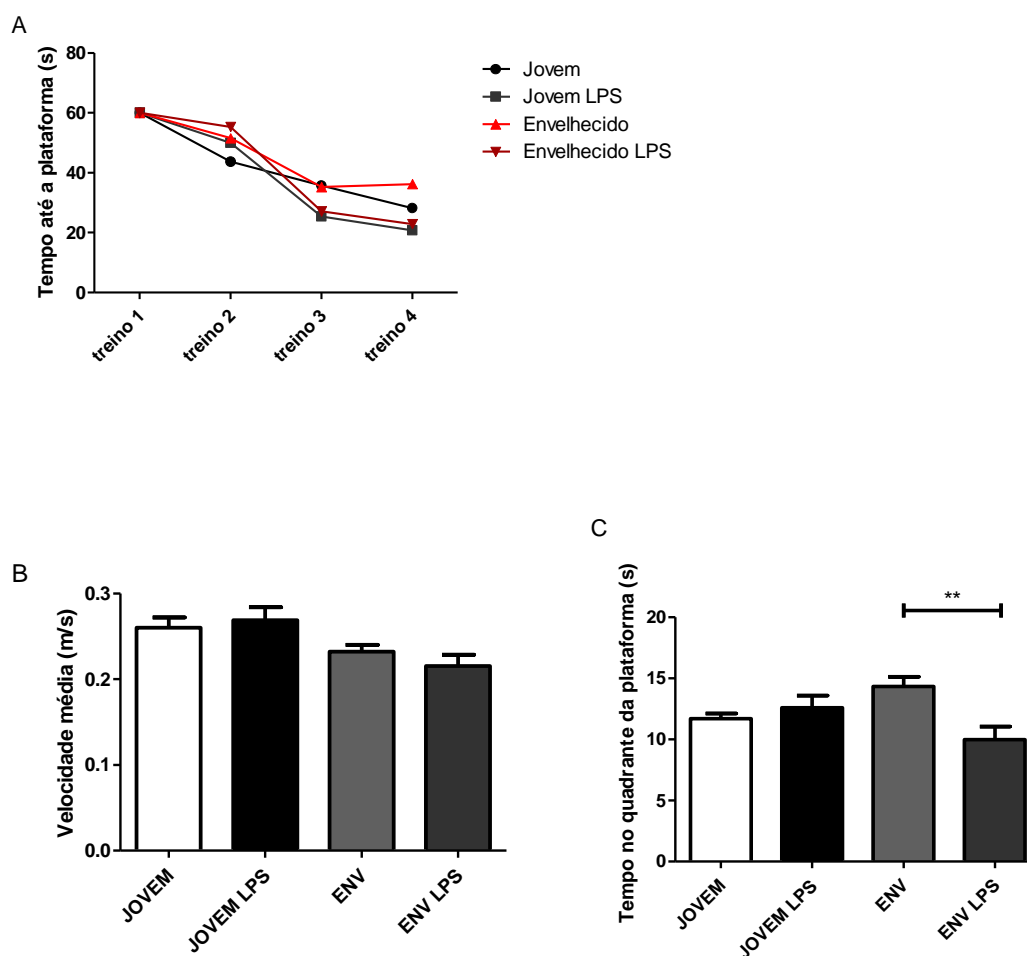 A
Tempo até a plataforma (s)
80
60
40
20
0
treino 1
treino 2
treino 3
treino 4
Jovem
Jovem LPS
Envelhecido
Envelhecido LPS
B
Velocidade média (m/s)
0.3
0.2
0.1
0.0
JOVEM
JOVEM LPS
ENV
ENV LPS
C
Tempo no quadrante da plataforma (s)
20
15
10
5
0
**
JOVEM
JOVEM LPS
ENV
ENV LPS